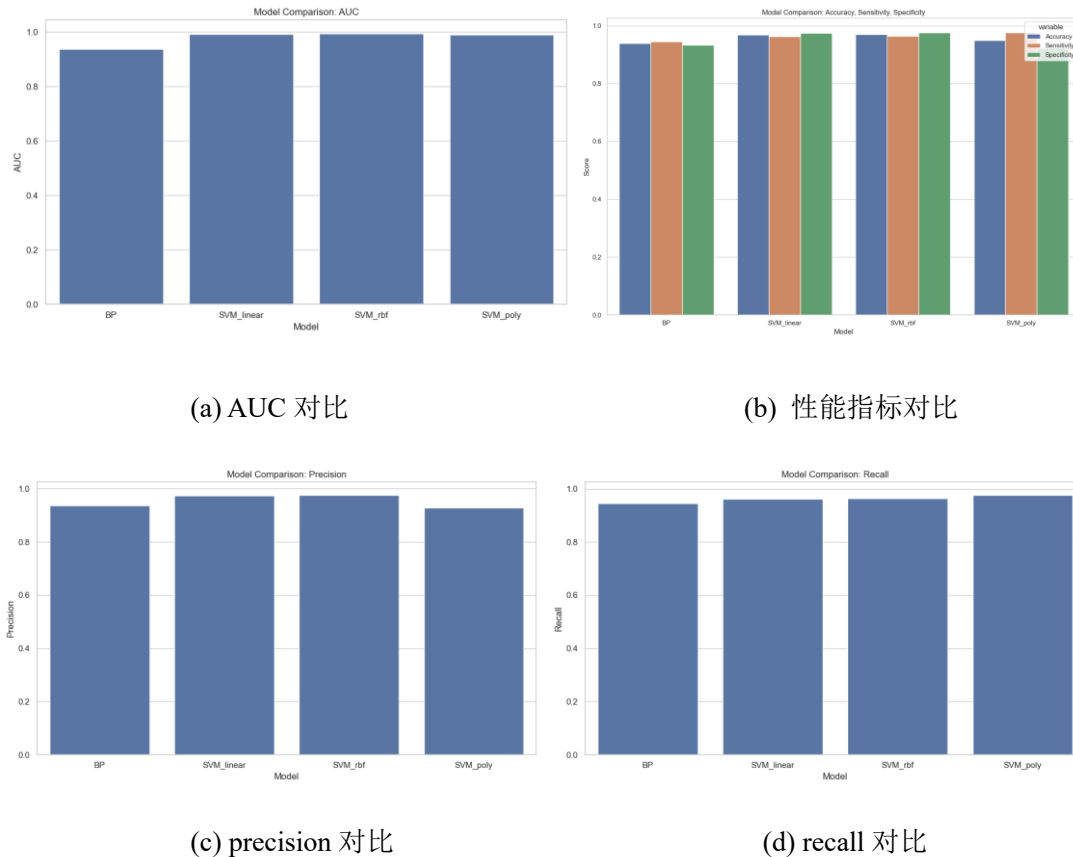 Model Comparison: AUC
1.0
0.8
0.6
0.4
0.2
0.0
AUC
BP SVM_linear SVM_rbf SVM_poly
Model
(a) AUC 对比
Model Comparison: Accuracy, Sensitivity, Specificity
variable
Accuracy
Sensitivity
Specificity
1.0
0.8
0.6
0.4
0.2
0.0
Score
BP SVM_linear SVM_rbf SVM_poly
Model
(b) 性能指标对比
Model Comparison: Precision
1.0
0.8
0.6
0.4
0.2
0.0
Precision
BP SVM_linear SVM_rbf SVM_poly
Model
(c) precision 对比
Model Comparison: Recall
1.0
0.8
0.6
0.4
0.2
0.0
Recall
BP SVM_linear SVM_rbf SVM_poly
Model
(d) recall 对比